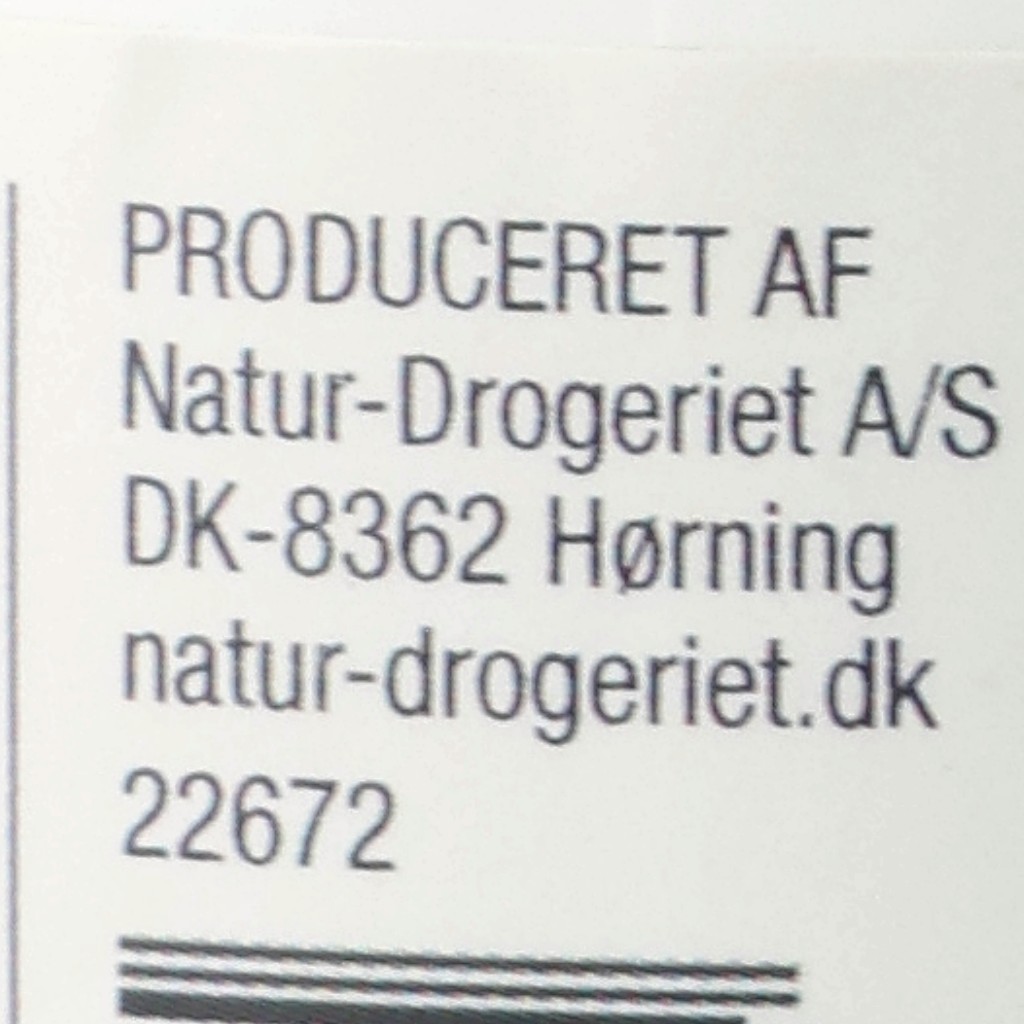 PRODUCERET AF
Natur-Drogeriet A/S
DK-8362 Hørning
natur-drogeriet.dk
22672